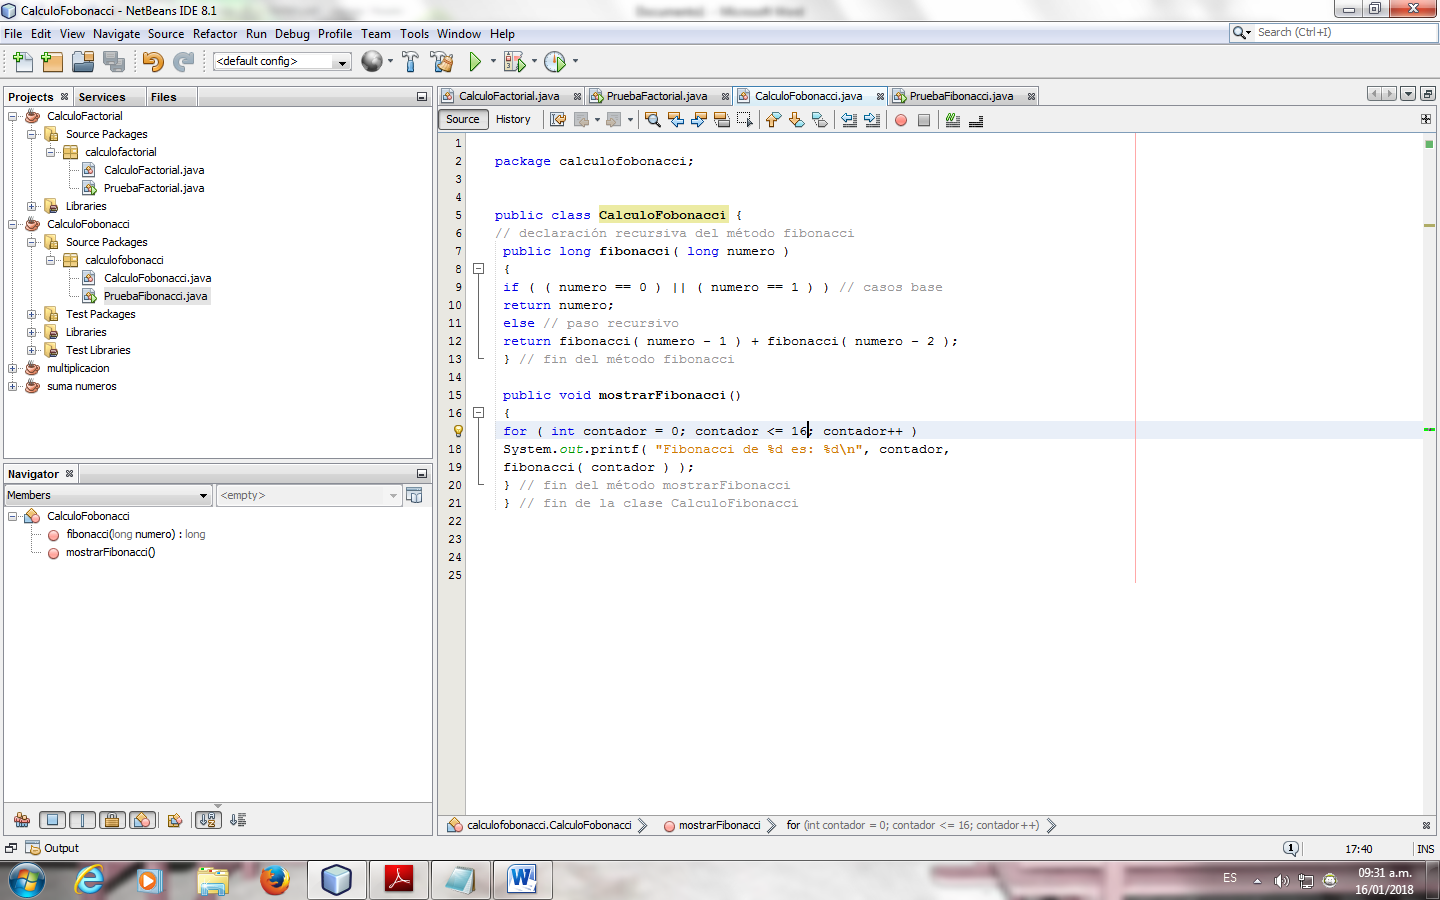 CalculoFobonacci - NetBeans IDE 8.1
Documento1 - Microsoft Word
File Edit View Navigate Source Refactor Run Debug Profile Team Tools Window Help
Search (Ctrl+I)
<default config>
Projects Services Files
CalculoFactorial
Source Packages
calculofactorial
CalculoFactorial.java
PruebaFactorial.java
Libraries
CalculoFobonacci
Source Packages
calculofobonacci
CalculoFobonacci.java
PruebaFibonacci.java
Test Packages
Libraries
Test Libraries
multiplicacion
suma numeros
Navigator
Members
<empty>
CalculoFobonacci
fibonacci(long numero) : long
mostrarFibonacci()
CalculoFactorial.java PruebaFactorial.java CalculoFobonacci.java PruebaFibonacci.java
Source History
1
2 package calculofobonacci;
3
4
5 public class CalculoFobonacci {
6 // declaración recursiva del método fibonacci
7 public long fibonacci( long numero )
8 {
9 if ( ( numero == 0 ) || ( numero == 1 ) ) // casos base
10 return numero;
11 else // paso recursivo
12 return fibonacci( numero - 1 ) + fibonacci( numero - 2 );
13 } // fin del método fibonacci
14
15 public void mostrarFibonacci()
16 {
for ( int contador = 0; contador <= 16; contador++ )
18 System.out.printf( "Fibonacci de %d es: %d\n", contador,
19 fibonacci( contador ) );
20 } // fin del método mostrarFibonacci
21 } // fin de la clase CalculoFibonacci
22
23
24
25
calculofobonacci.CalculoFobonacci mostrarFibonacci for (int contador = 0; contador <= 16; contador++)
Output
1
17:40
INS
ES
09:31 a.m.
16/01/2018